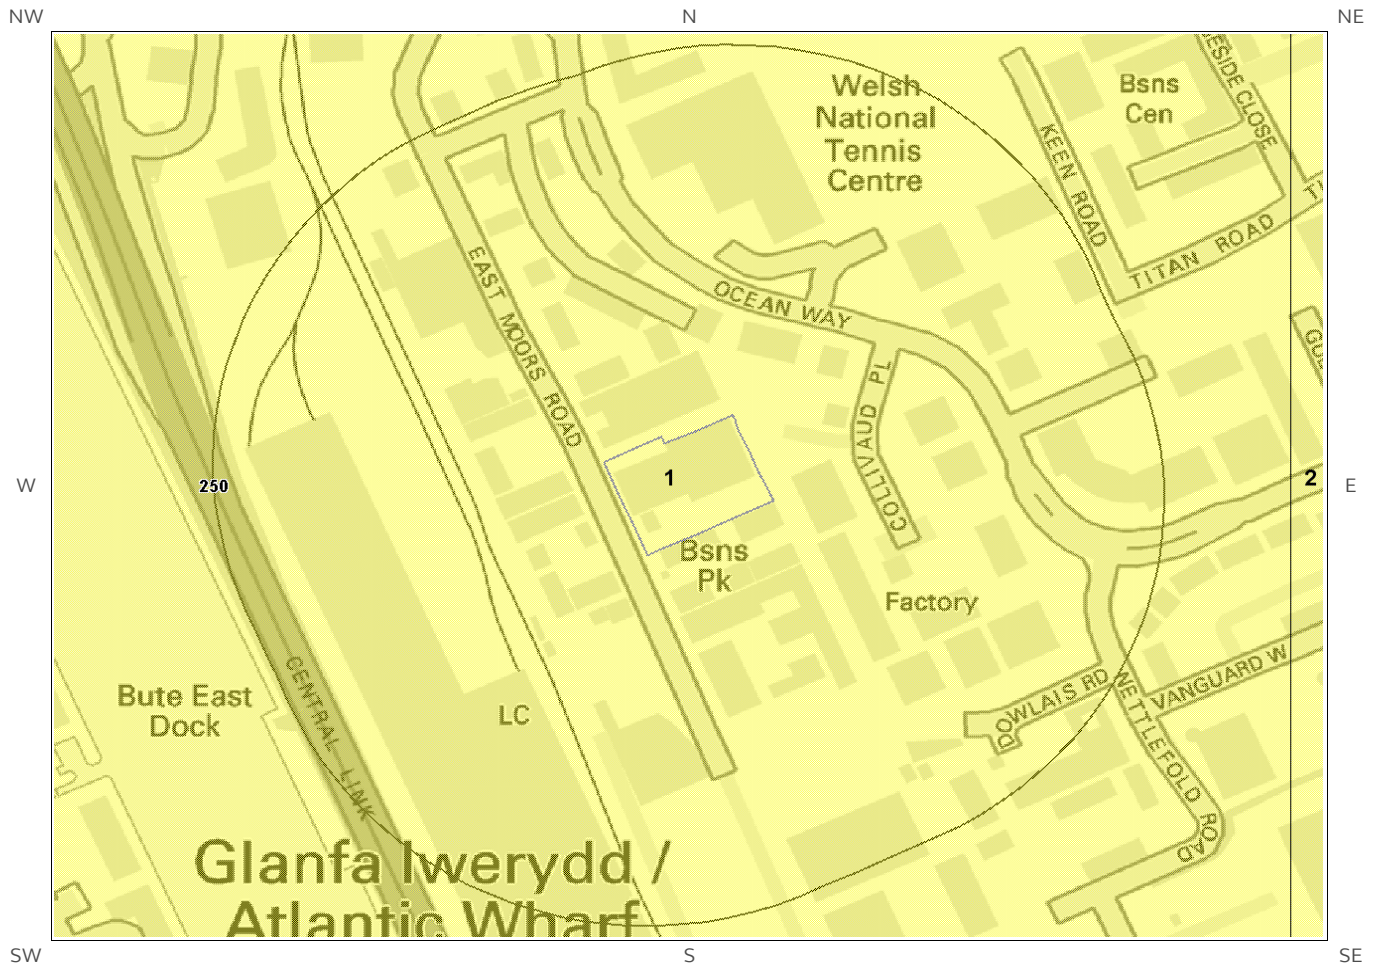 NW
N
NE
Welsh
National
Tennis
Centre
Bsns
Cen
ESIDE CLOSE
KEEN ROAD
TITAN ROAD
EAST MOORS ROAD
OCEAN WAY
COLLIVAUD PL
W
250
1
2
E
Bsns
Pk
Factory
CENTRAL LINK
Bute East
Dock
LC
DOWLAIS RD
VANGUARD W
NETTLEFOLD ROAD
Glanfa Iwerydd /
Atlantic Wharf
SW
S
SE